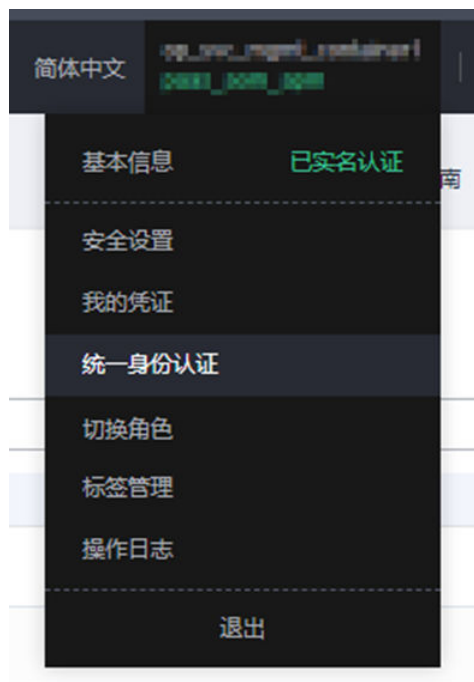 简体中文
基本信息 已实名认证
南
安全设置
我的凭证
统一身份认证
切换角色
标签管理
操作日志
退出